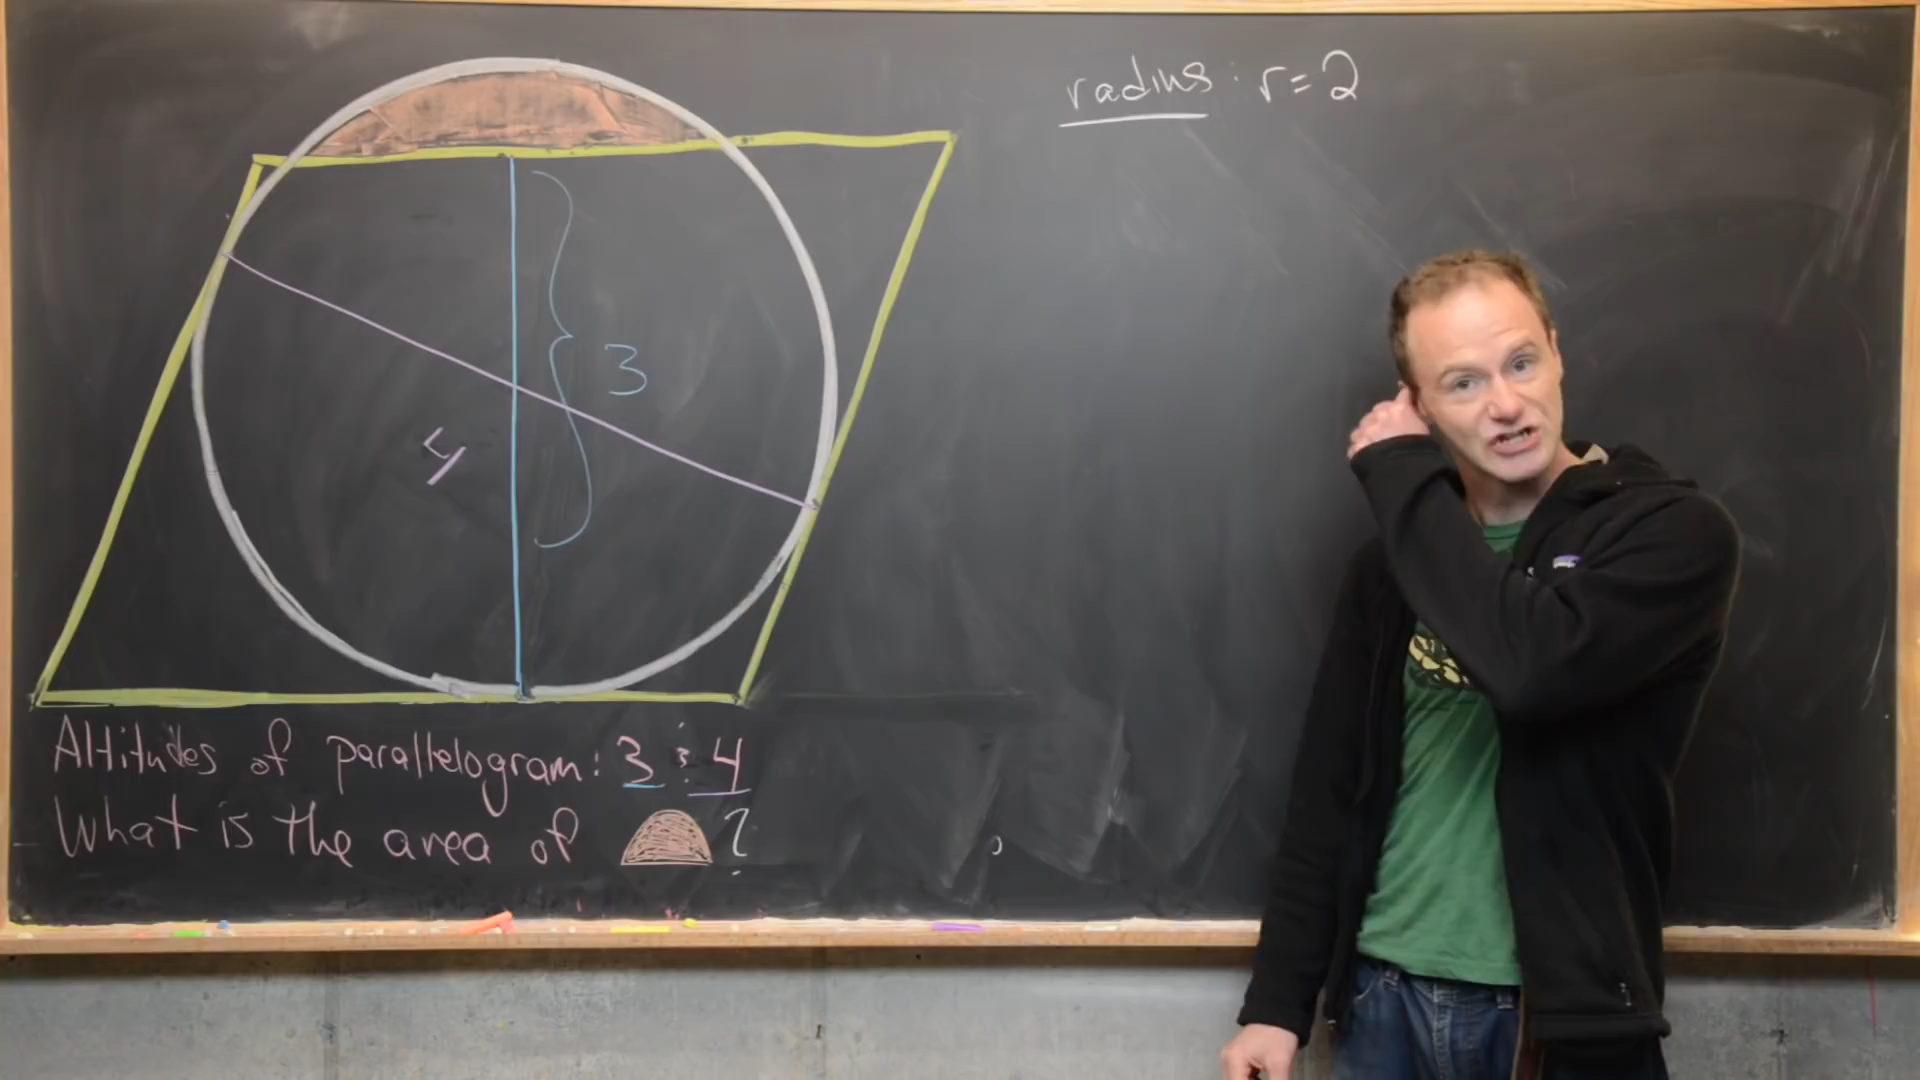 radius: r=2
3
4
Altitudes of parallelogram: 3 ; 4
What is the area of ?